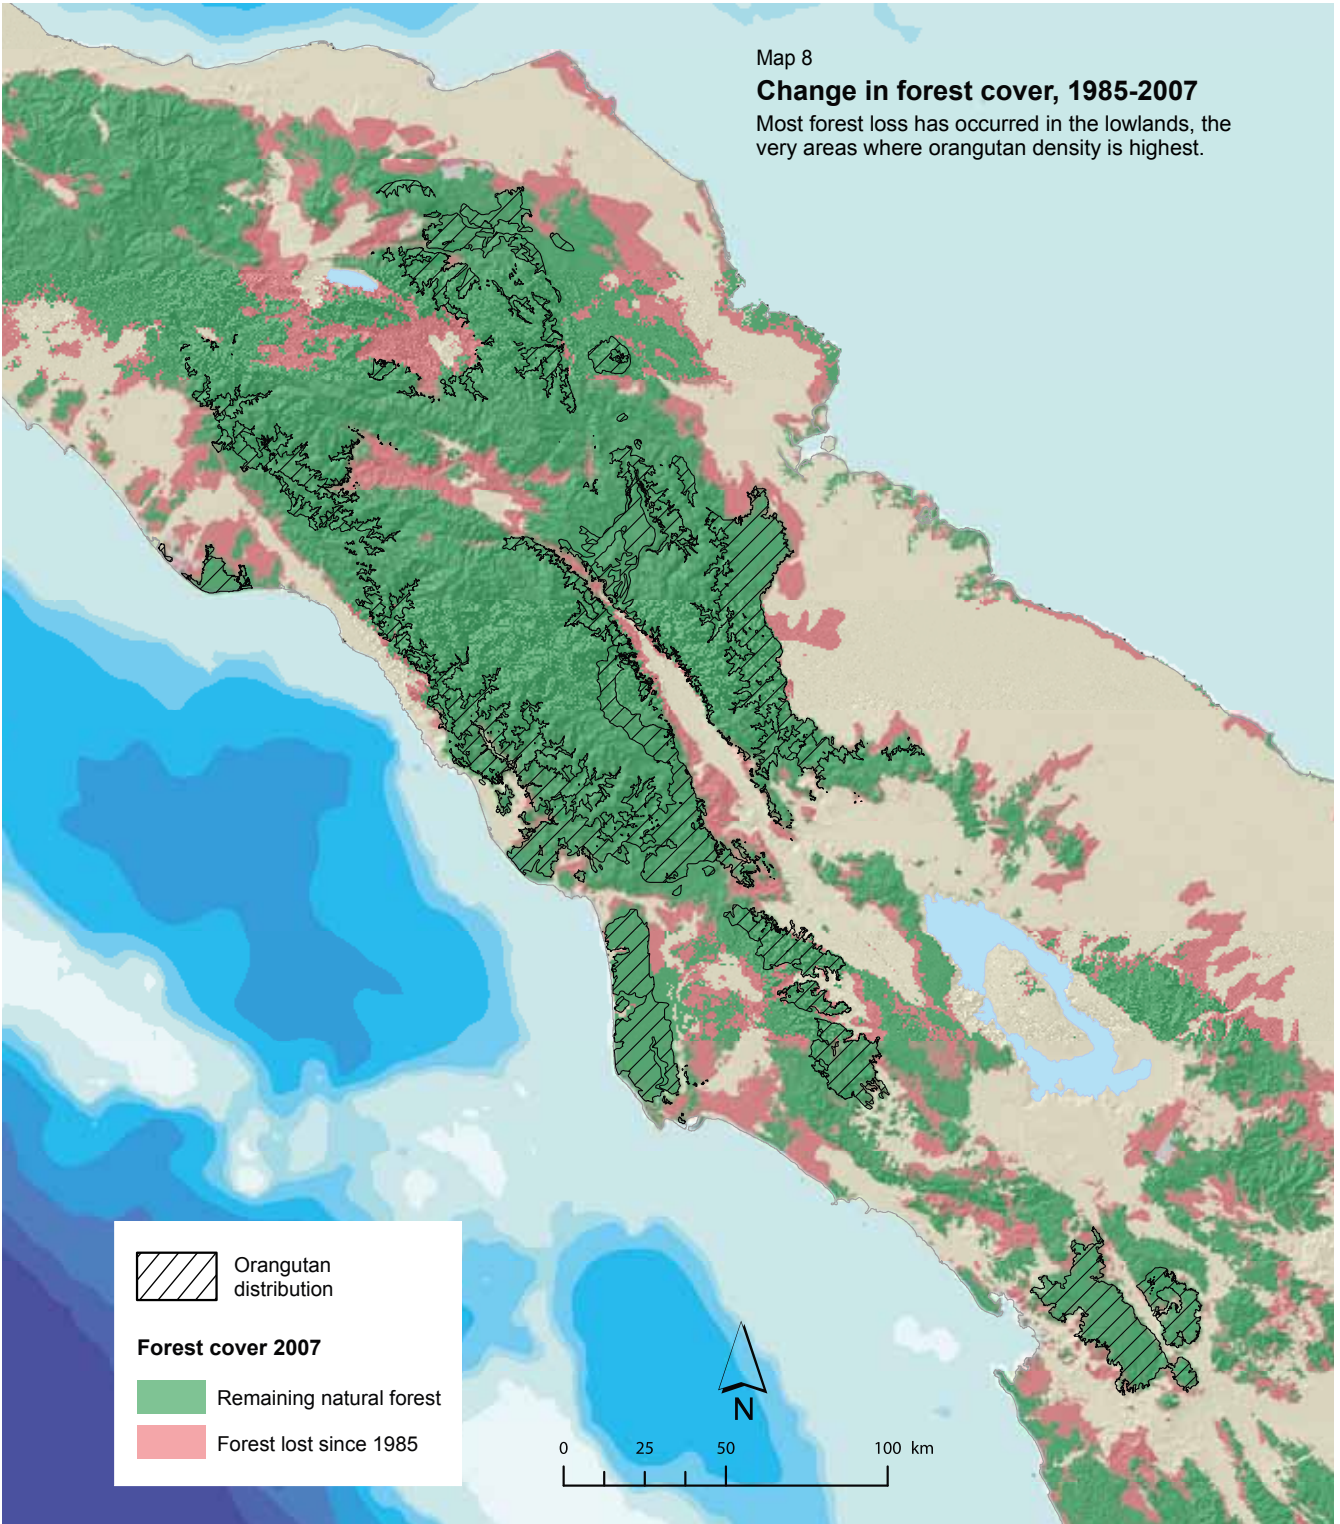 Map 8
Change in forest cover, 1985-2007
Most forest loss has occurred in the lowlands, the
very areas where orangutan density is highest.
Orangutan
distribution
Forest cover 2007
Remaining natural forest
Forest lost since 1985
N
0 25 50 100 km